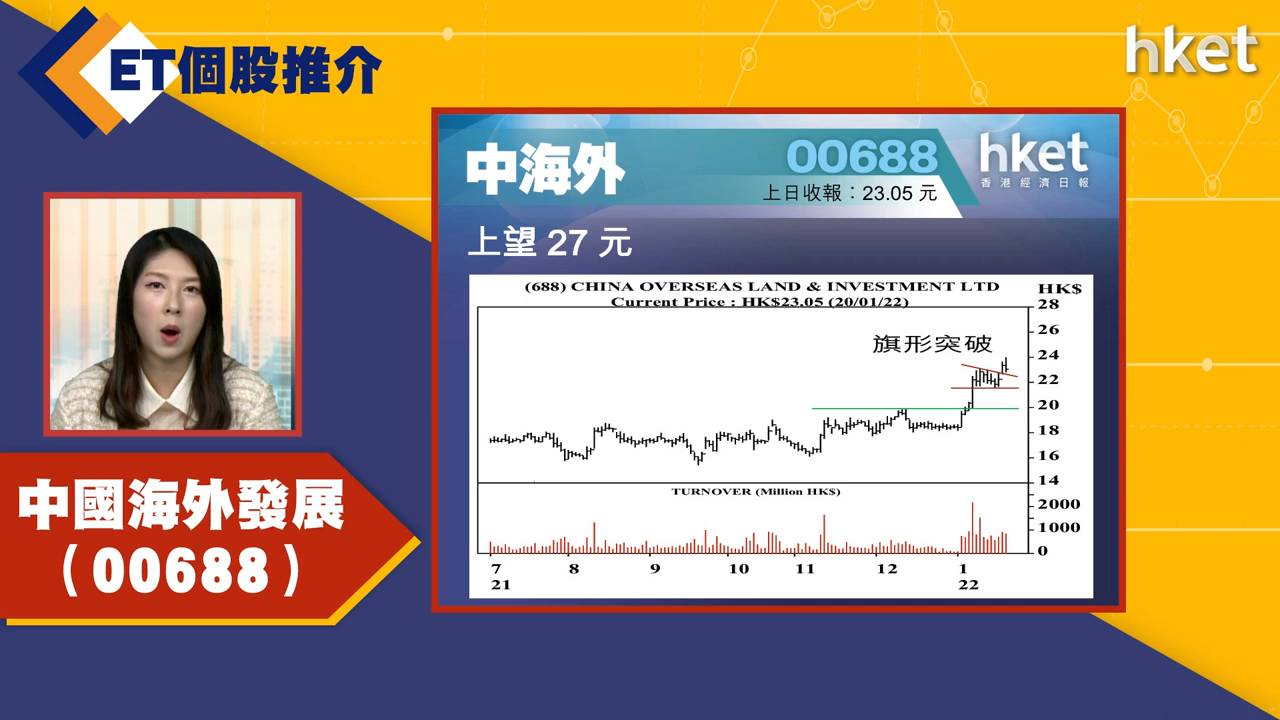 ET個股推介
hket
中海外
00688
上日收報：23.05 元
hket
香港經濟日報
上望 27 元
(688) CHINA OVERSEAS LAND & INVESTMENT LTD
Current Price : HK$23.05 (20/01/22)
HK$
28
26
24
22
20
18
16
14
旗形突破
TURNOVER (Million HK$)
2000
1000
0
7 8 9 10 11 12 1
21 22
中國海外發展
（00688）